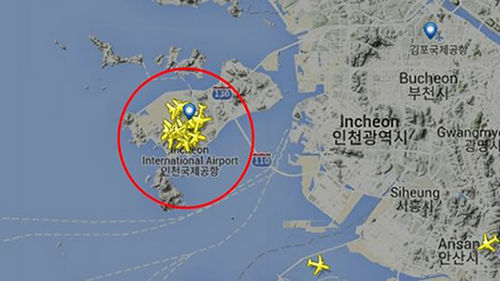 김포국제공항
Bucheon
부천시
130
Incheon
인천광역시
Gwangmyeo
광명시
Incheon
International Airport
인천국제공항
110
Siheung
시흥시
Ansan
안산시